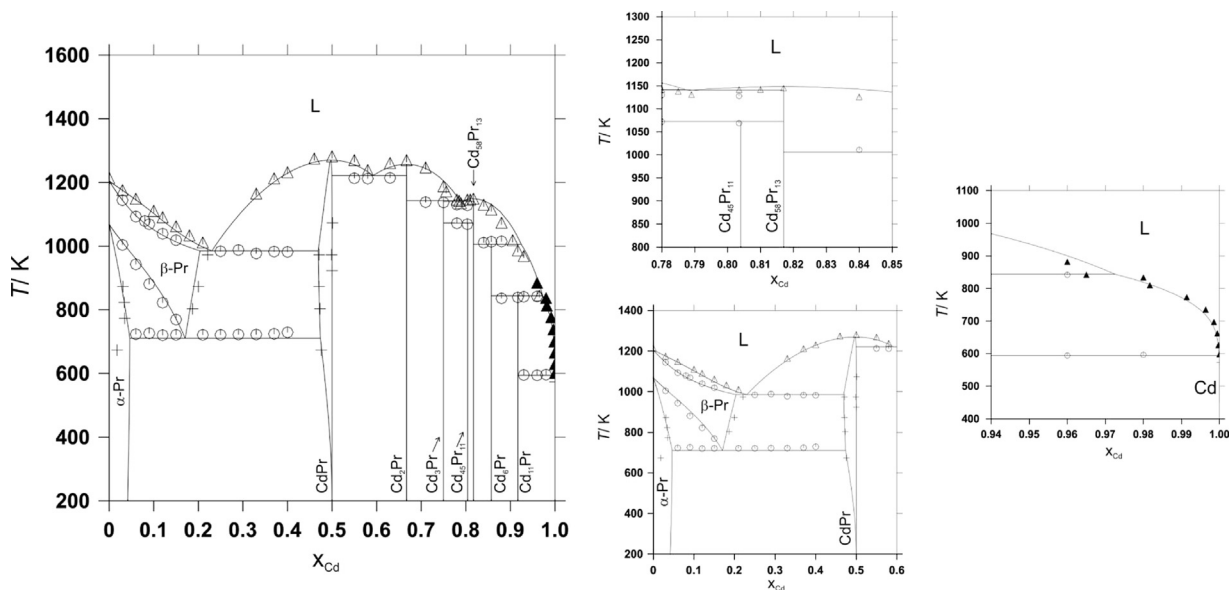 1600
1400
1200
1000
800
600
400
200
T/ K
L
β-Pr
α-Pr
CdPr
Cd2Pr
Cd3Pr
Cd45Pr11
Cd58Pr13
Cd6Pr
Cd11Pr
0 0.1 0.2 0.3 0.4 0.5 0.6 0.7 0.8 0.9 1.0
xCd
1300
1250
1200
1150
1100
1050
1000
950
900
850
800
T/ K
L
Cd45Pr11
Cd58Pr13
0.78 0.79 0.80 0.81 0.82 0.83 0.84 0.85
xCd
1400
1200
1000
800
600
400
200
T/ K
L
β-Pr
α-Pr
CdPr
0 0.1 0.2 0.3 0.4 0.5 0.6
xCd
1100
1000
900
800
700
600
500
400
T/ K
L
Cd
0.94 0.95 0.96 0.97 0.98 0.99 1.00
xCd